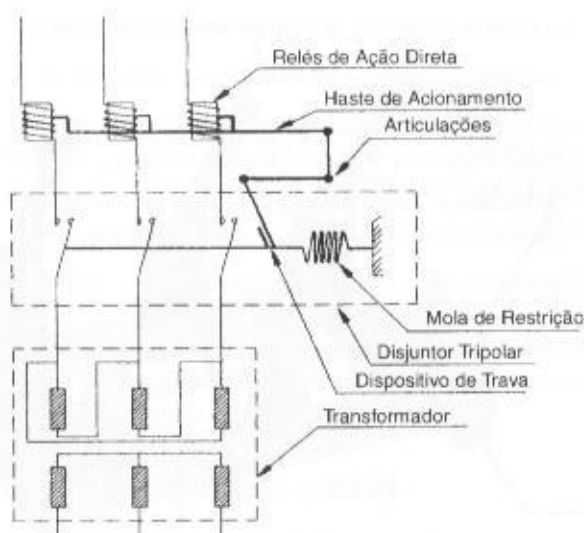 Relés de Ação Direta
Haste de Acionamento
Articulações
Mola de Restrição
Disjuntor Tripolar
Dispositivo de Trava
Transformador